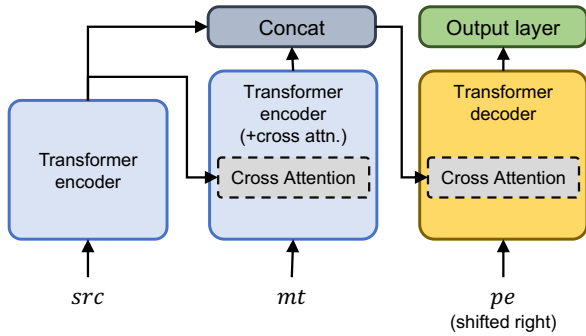 Concat
Output layer
Transformer
encoder
Transformer
encoder
(+cross attn.)
Cross Attention
Transformer
decoder
Cross Attention
src
mt
pe
(shifted right)